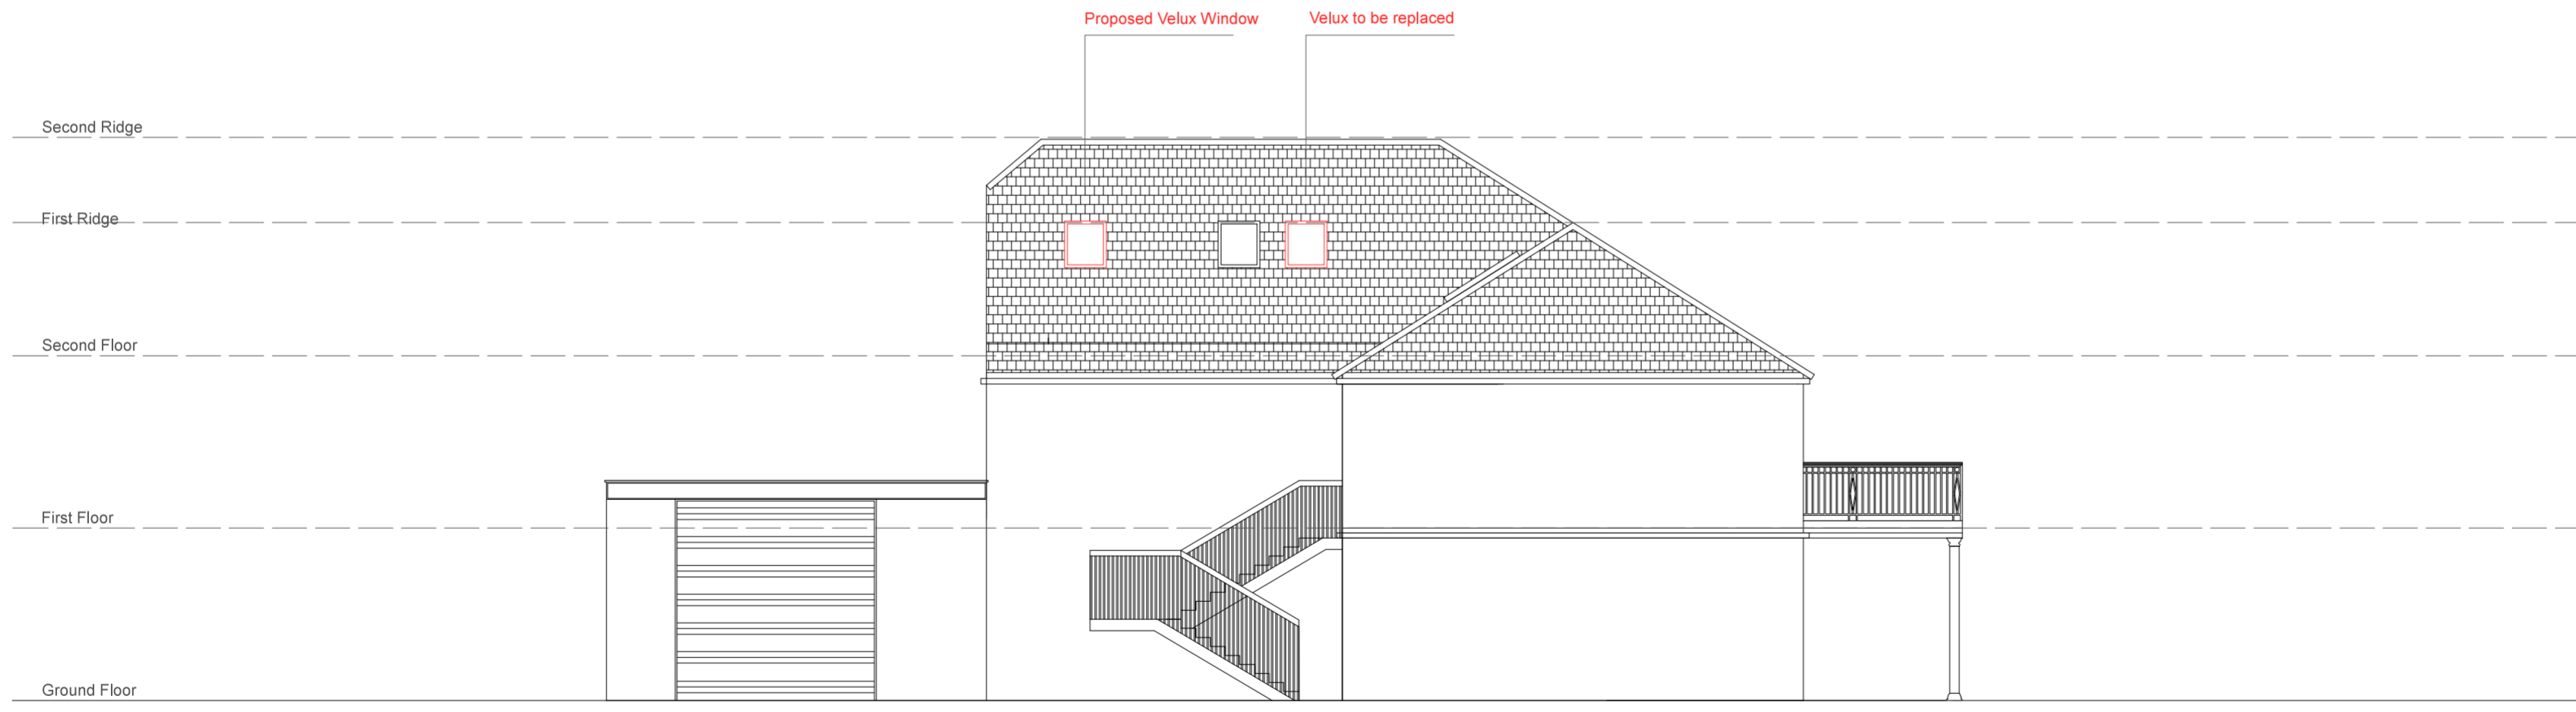 Proposed Velux Window
Velux to be replaced
Second Ridge
First Ridge
Second Floor
First Floor
Ground Floor